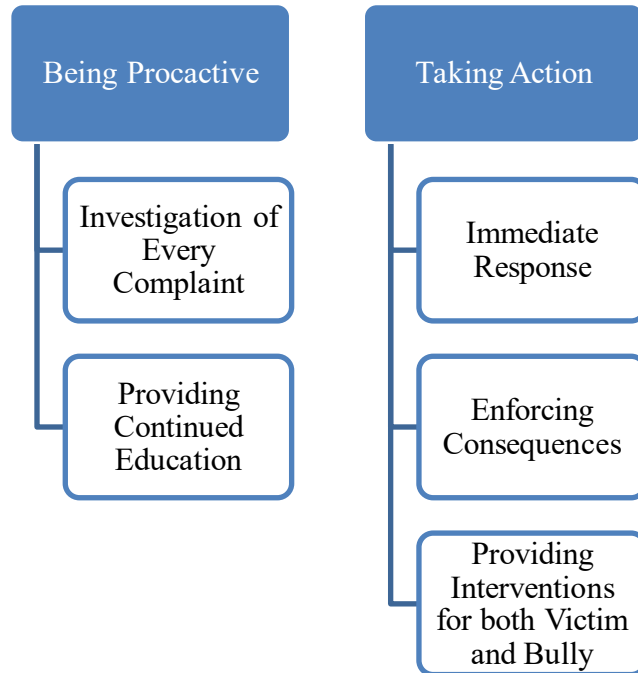 Being Procactive
Investigation of
Every
Complaint
Providing
Continued
Education
Taking Action
Immediate
Response
Enforcing
Consequences
Providing
Interventions
for both Victim
and Bully